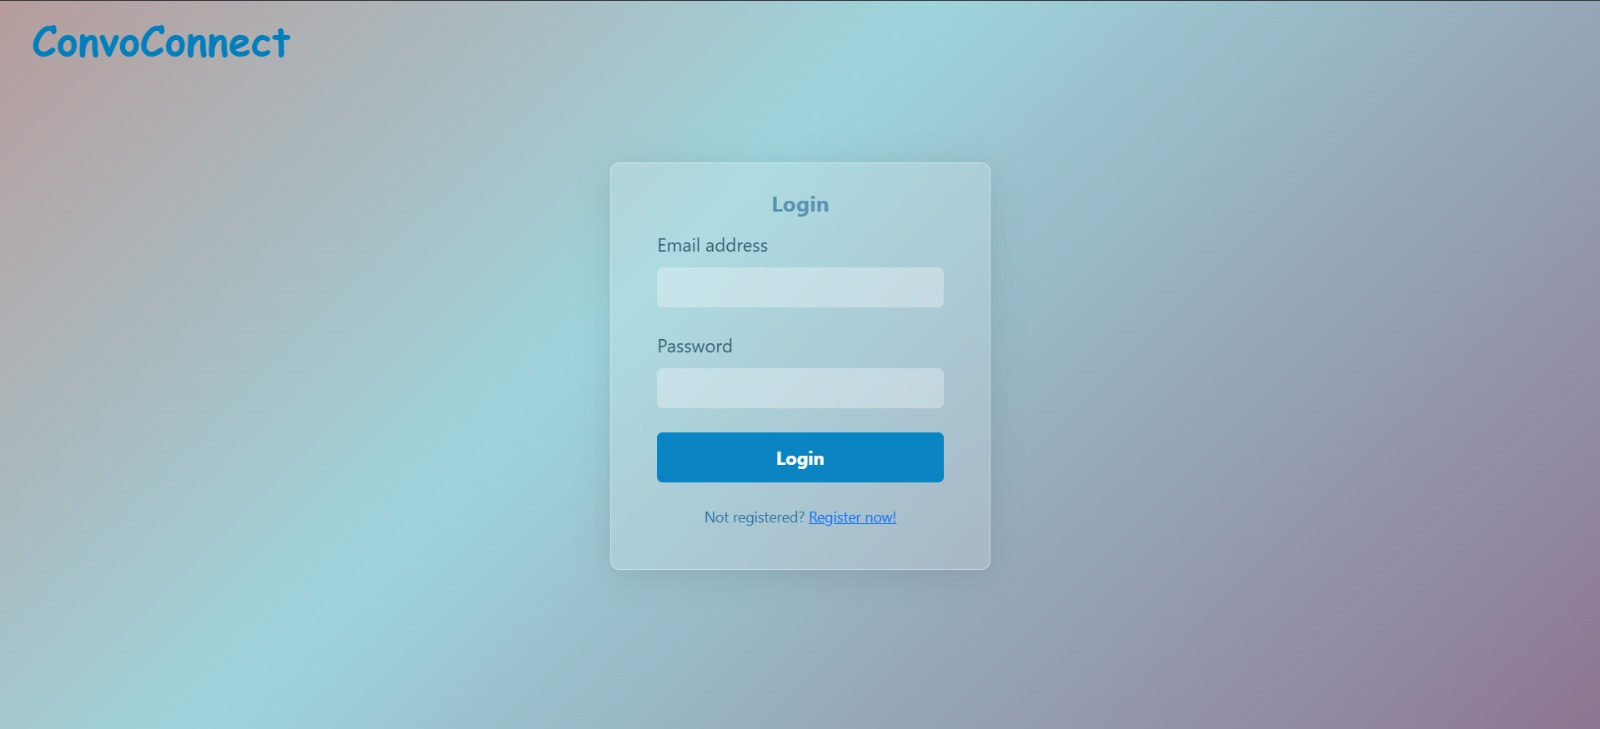 ConvoConnect
Login
Email address
Password
Login
Not registered? Register now!